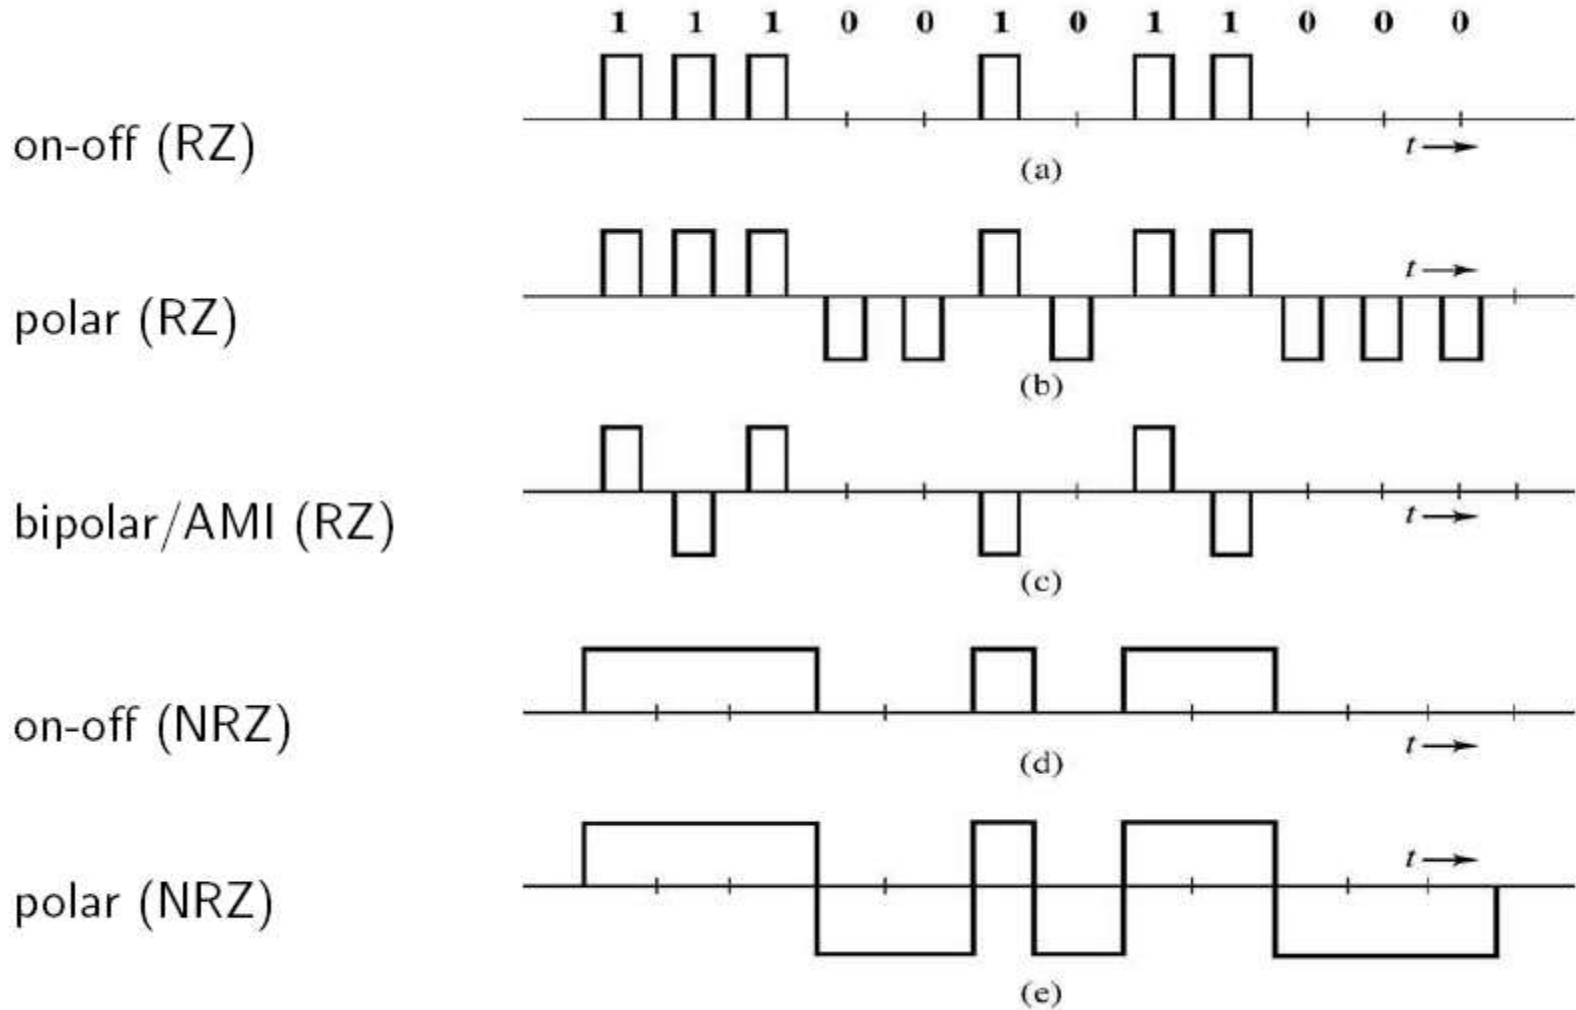 1 1 1 0 0 1 0 1 1 0 0 0
on-off (RZ)
t
(a)
polar (RZ)
t
(b)
bipolar/AMI (RZ)
t
(c)
on-off (NRZ)
t
(d)
polar (NRZ)
t
(e)